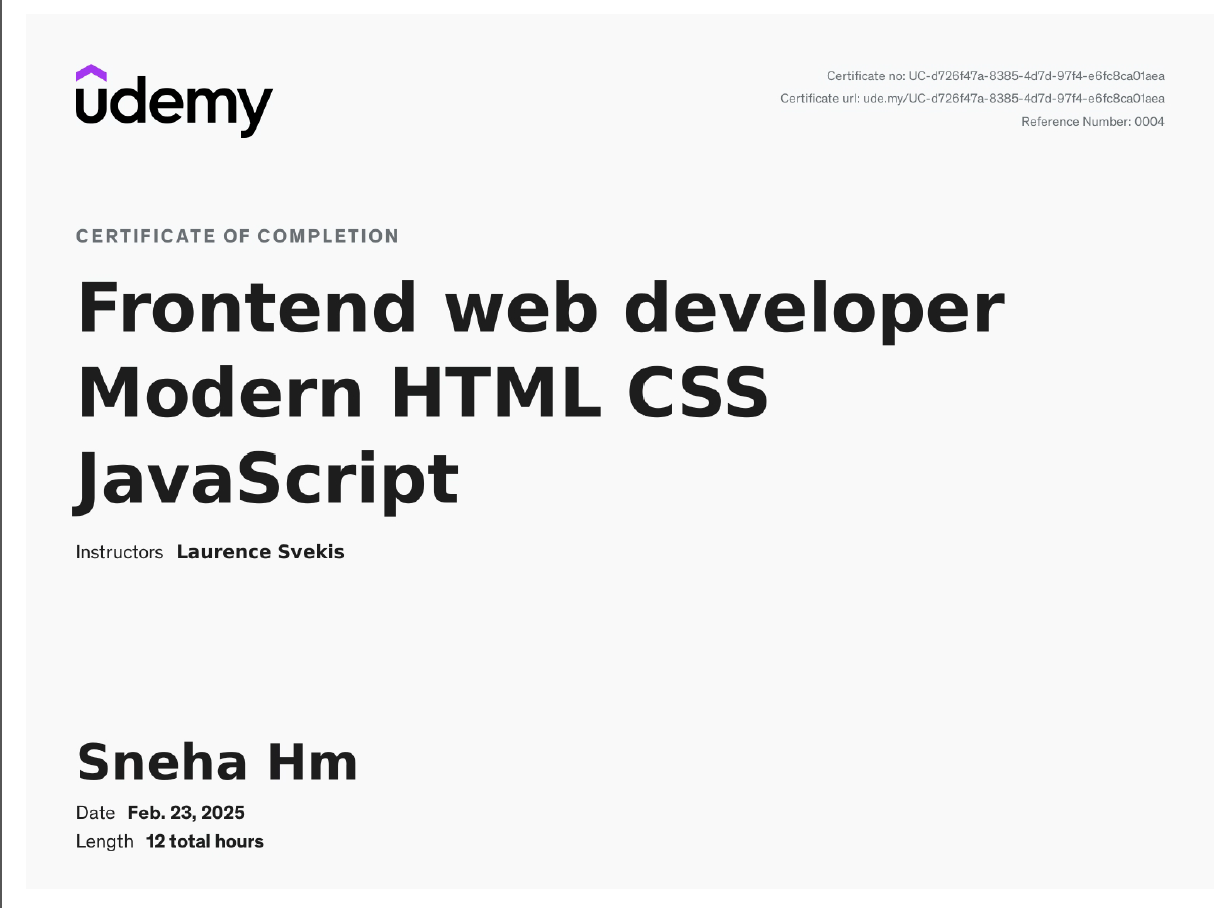 udemy
Certificate no: UC-d726f47a-8385-4d7d-97f4-e6fc8ca01aea
Certificate url: ude.my/UC-d726f47a-8385-4d7d-97f4-e6fc8ca01aea
Reference Number: 0004
CERTIFICATE OF COMPLETION
Frontend web developer
Modern HTML CSS
JavaScript
Instructors Laurence Svekis
Sneha Hm
Date Feb. 23, 2025
Length 12 total hours